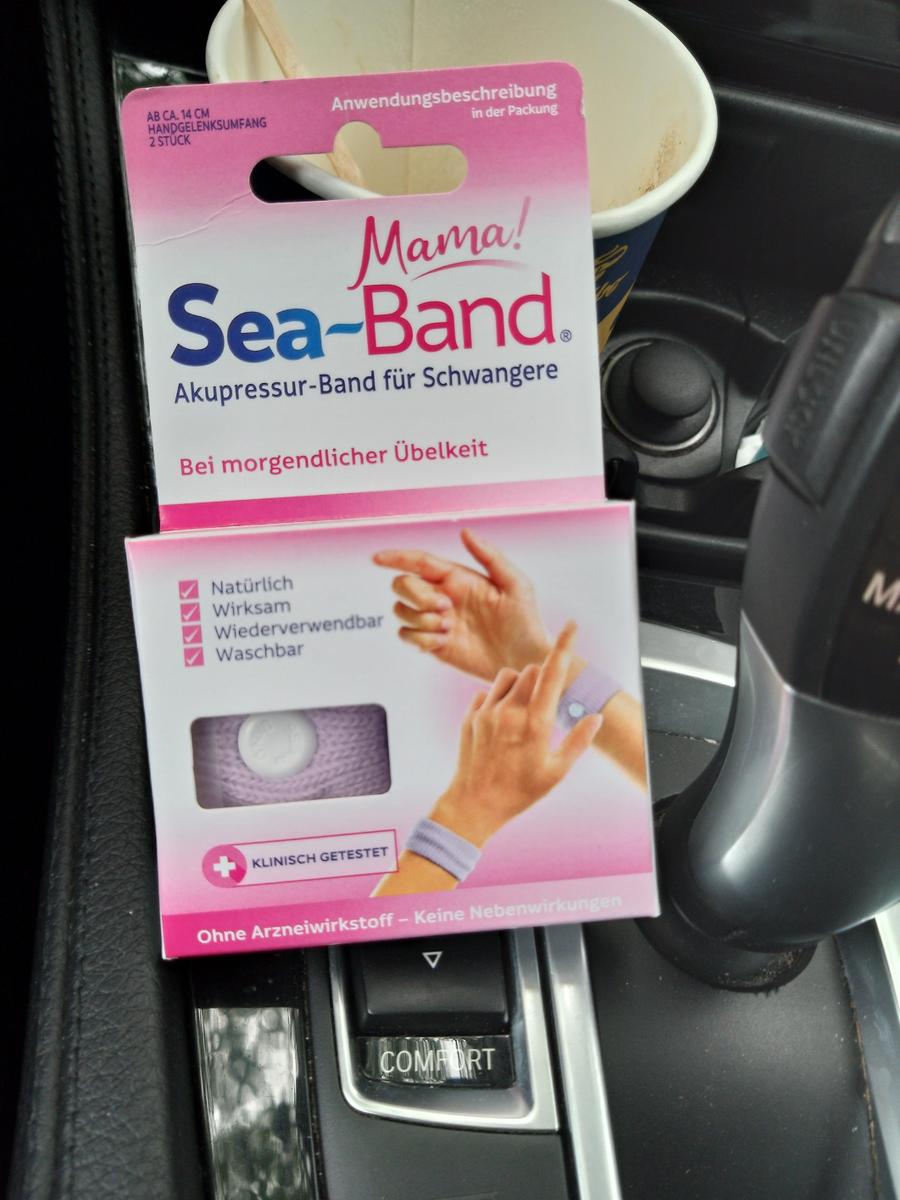 AB CA. 14 CM
HANDGELENKSUMFANG
2 STÜCK
Anwendungsbeschreibung
in der Packung
Mama!
Sea-Band®
Akupressur-Band für Schwangere
Bei morgendlicher Übelkeit
Natürlich
Wirksam
Wiederverwendbar
Waschbar
KLINISCH GETESTET
Ohne Arzneiwirkstoff – Keine Nebenwirkungen
COMFORT